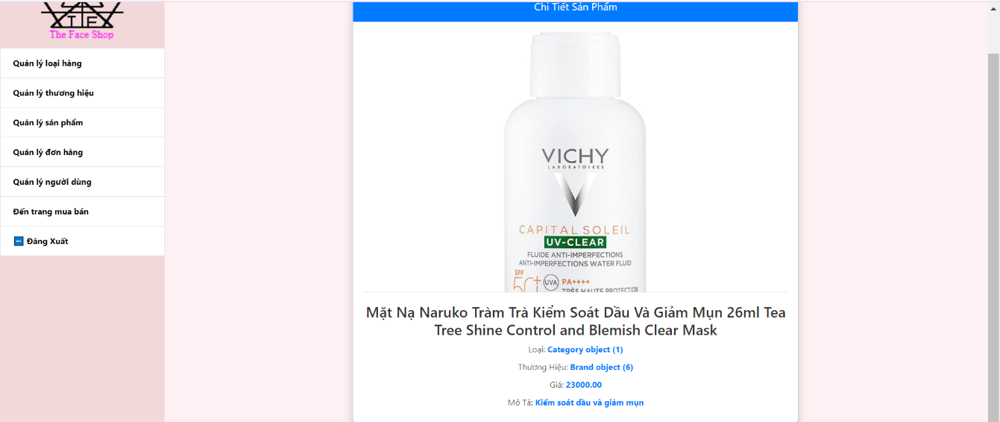 TFS
The Face Shop
Quản lý loại hàng
Quản lý thương hiệu
Quản lý sản phẩm
Quản lý đơn hàng
Quản lý người dùng
Đến trang mua bán
Đăng Xuất
Chi Tiết Sản Phẩm
VICHY
LABORATOIRES
CAPITAL SOLEIL
UV-CLEAR
FLUIDE ANTI-IMPERFECTIONS
ANTI-IMPERFECTIONS WATER FLUID
SPF
50+ UVA PA++++
TRÈS HAUTE PROTECTION
Mặt Nạ Naruko Tràm Trà Kiểm Soát Dầu Và Giảm Mụn 26ml Tea
Tree Shine Control and Blemish Clear Mask
Loại: Category object (1)
Thương Hiệu: Brand object (6)
Giá: 23000.00
Mô Tả: Kiểm soát dầu và giảm mụn